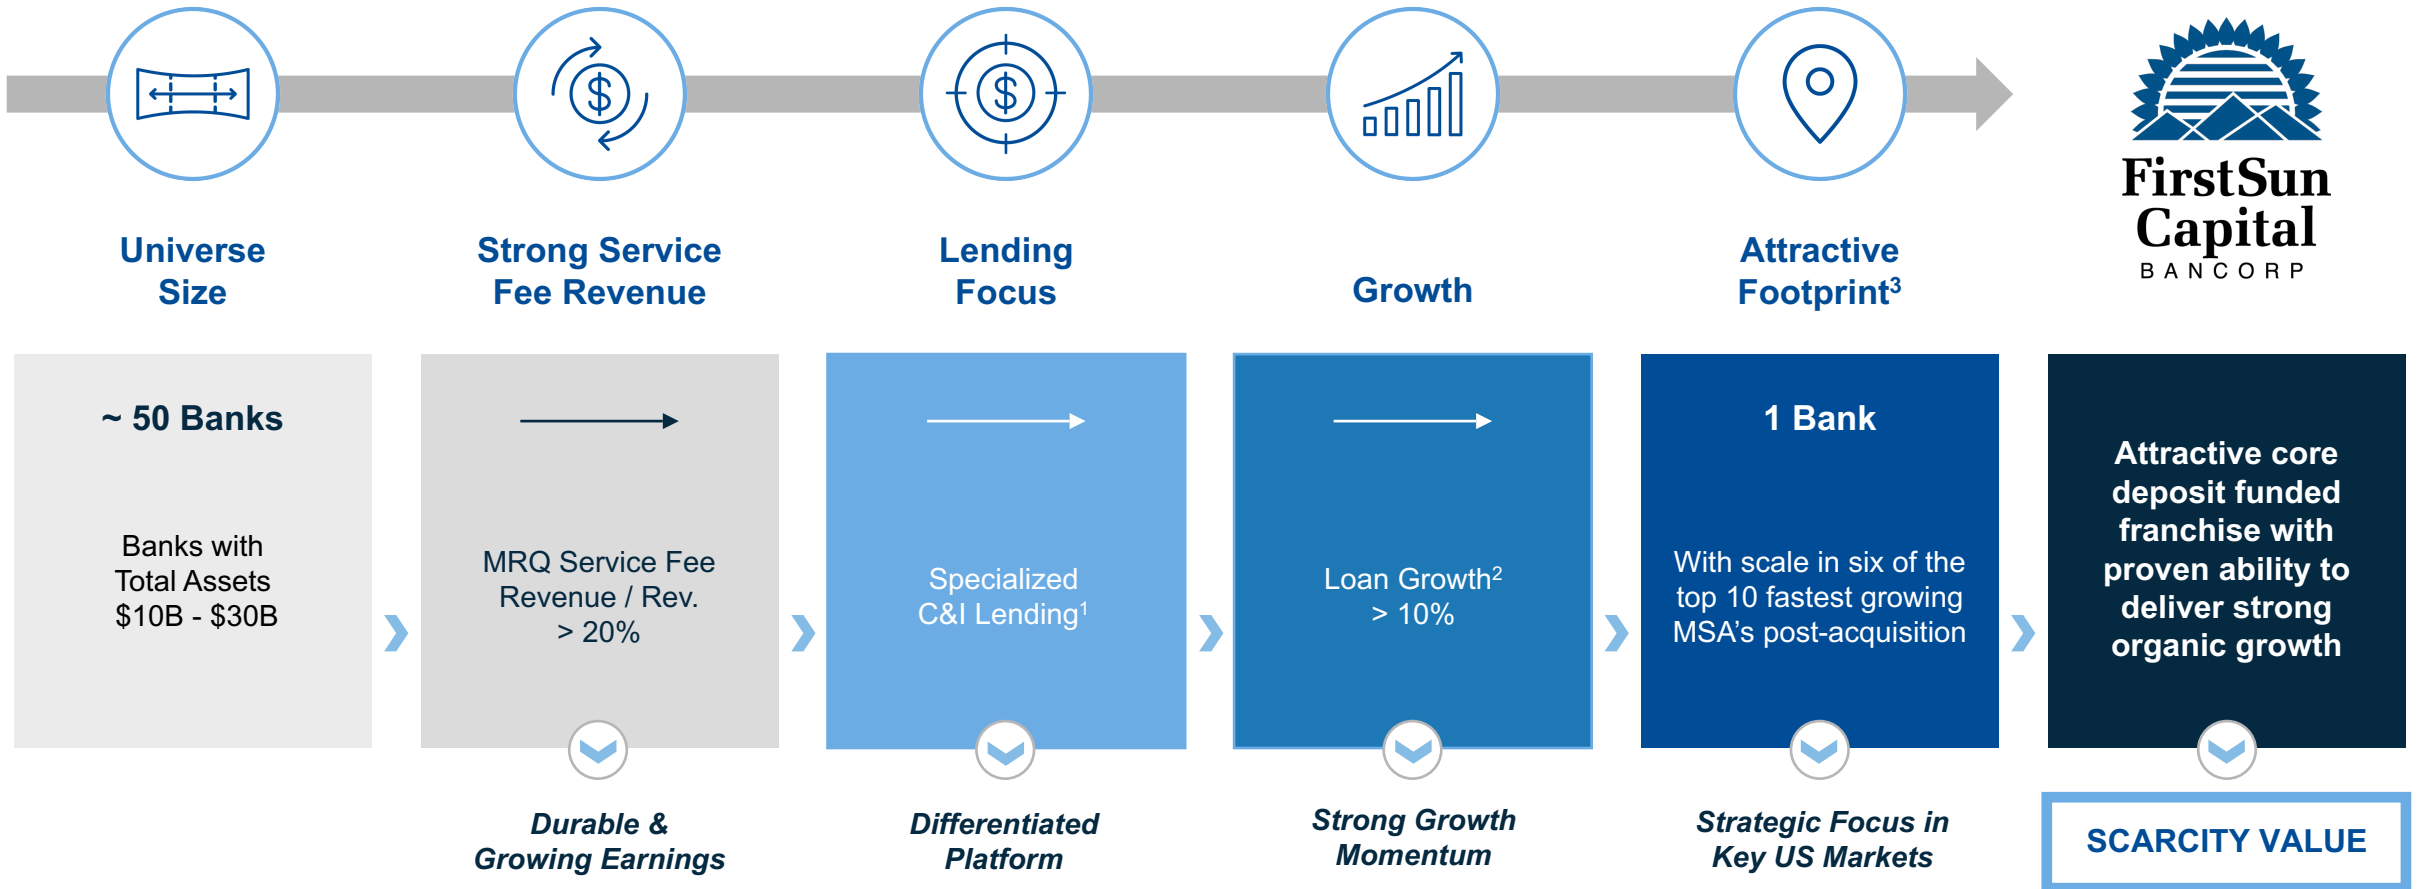 FirstSun
Capital
BANCORP
Universe
Size
Strong Service
Fee Revenue
Lending
Focus
Growth
Attractive
Footprint³
~ 50 Banks
Banks with
Total Assets
$10B - $30B
MRQ Service Fee
Revenue / Rev.
> 20%
Specialized
C&I Lending¹
Loan Growth²
> 10%
1 Bank
With scale in six of the
top 10 fastest growing
MSA's post-acquisition
Attractive core
deposit funded
franchise with
proven ability to
deliver strong
organic growth
Durable &
Growing Earnings
Differentiated
Platform
Strong Growth
Momentum
Strategic Focus in
Key US Markets
SCARCITY VALUE